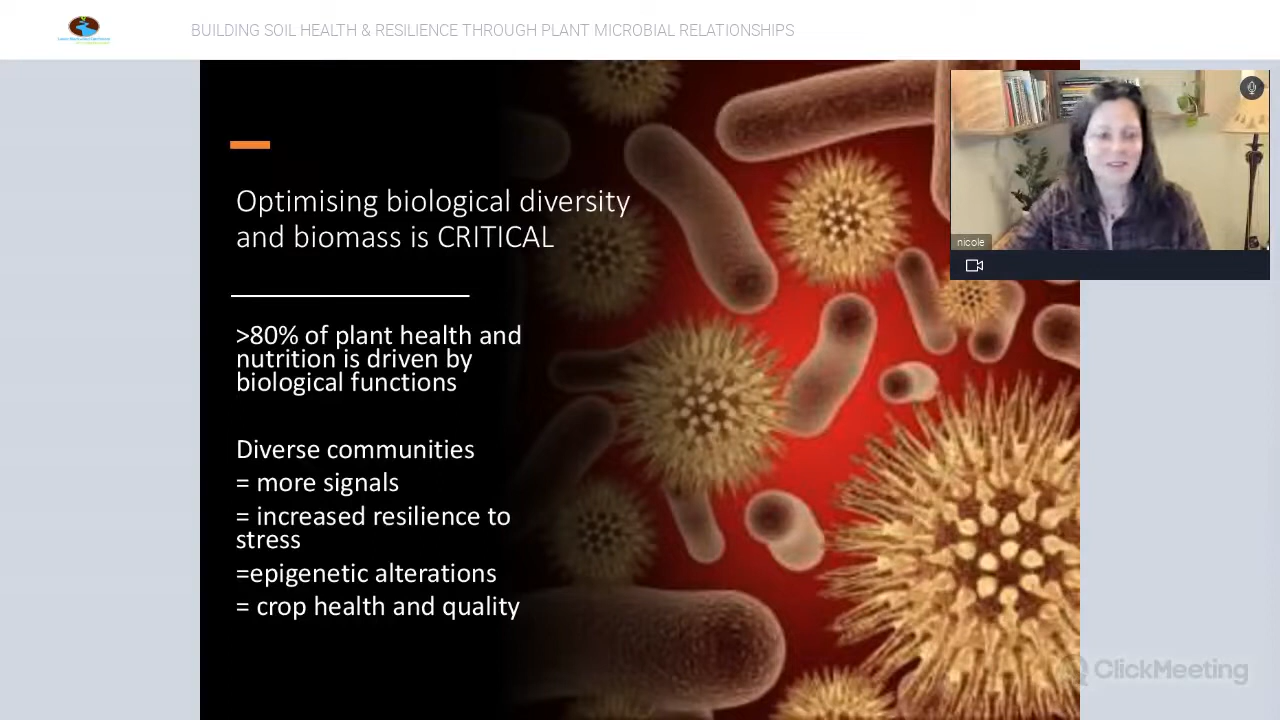 BUILDING SOIL HEALTH & RESILIENCE THROUGH PLANT MICROBIAL RELATIONSHIPS
Optimising biological diversity
and biomass is CRITICAL
>80% of plant health and
nutrition is driven by
biological functions
Diverse communities
= more signals
= increased resilience to
stress
=epigenetic alterations
= crop health and quality
nicole
ClickMeeting